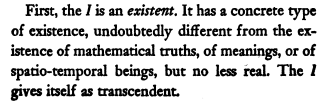 First, the I is an existent. It has a concrete type
of existence, undoubtedly different from the ex-
istence of mathematical truths, of meanings, or of
spatio-temporal beings, but no less real. The I
gives itself as transcendent.